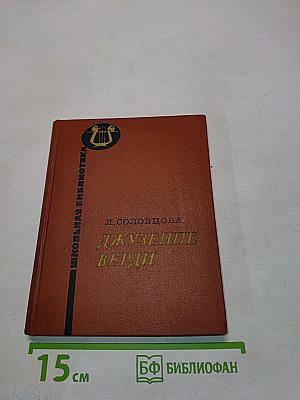 ШКОЛЬНАЯ БИБЛИОТЕКА
Л. СОЛОВЦОВА
ДЖУЗЕППЕ
ВЕРДИ
15 см
БФ БИБЛИОФАН